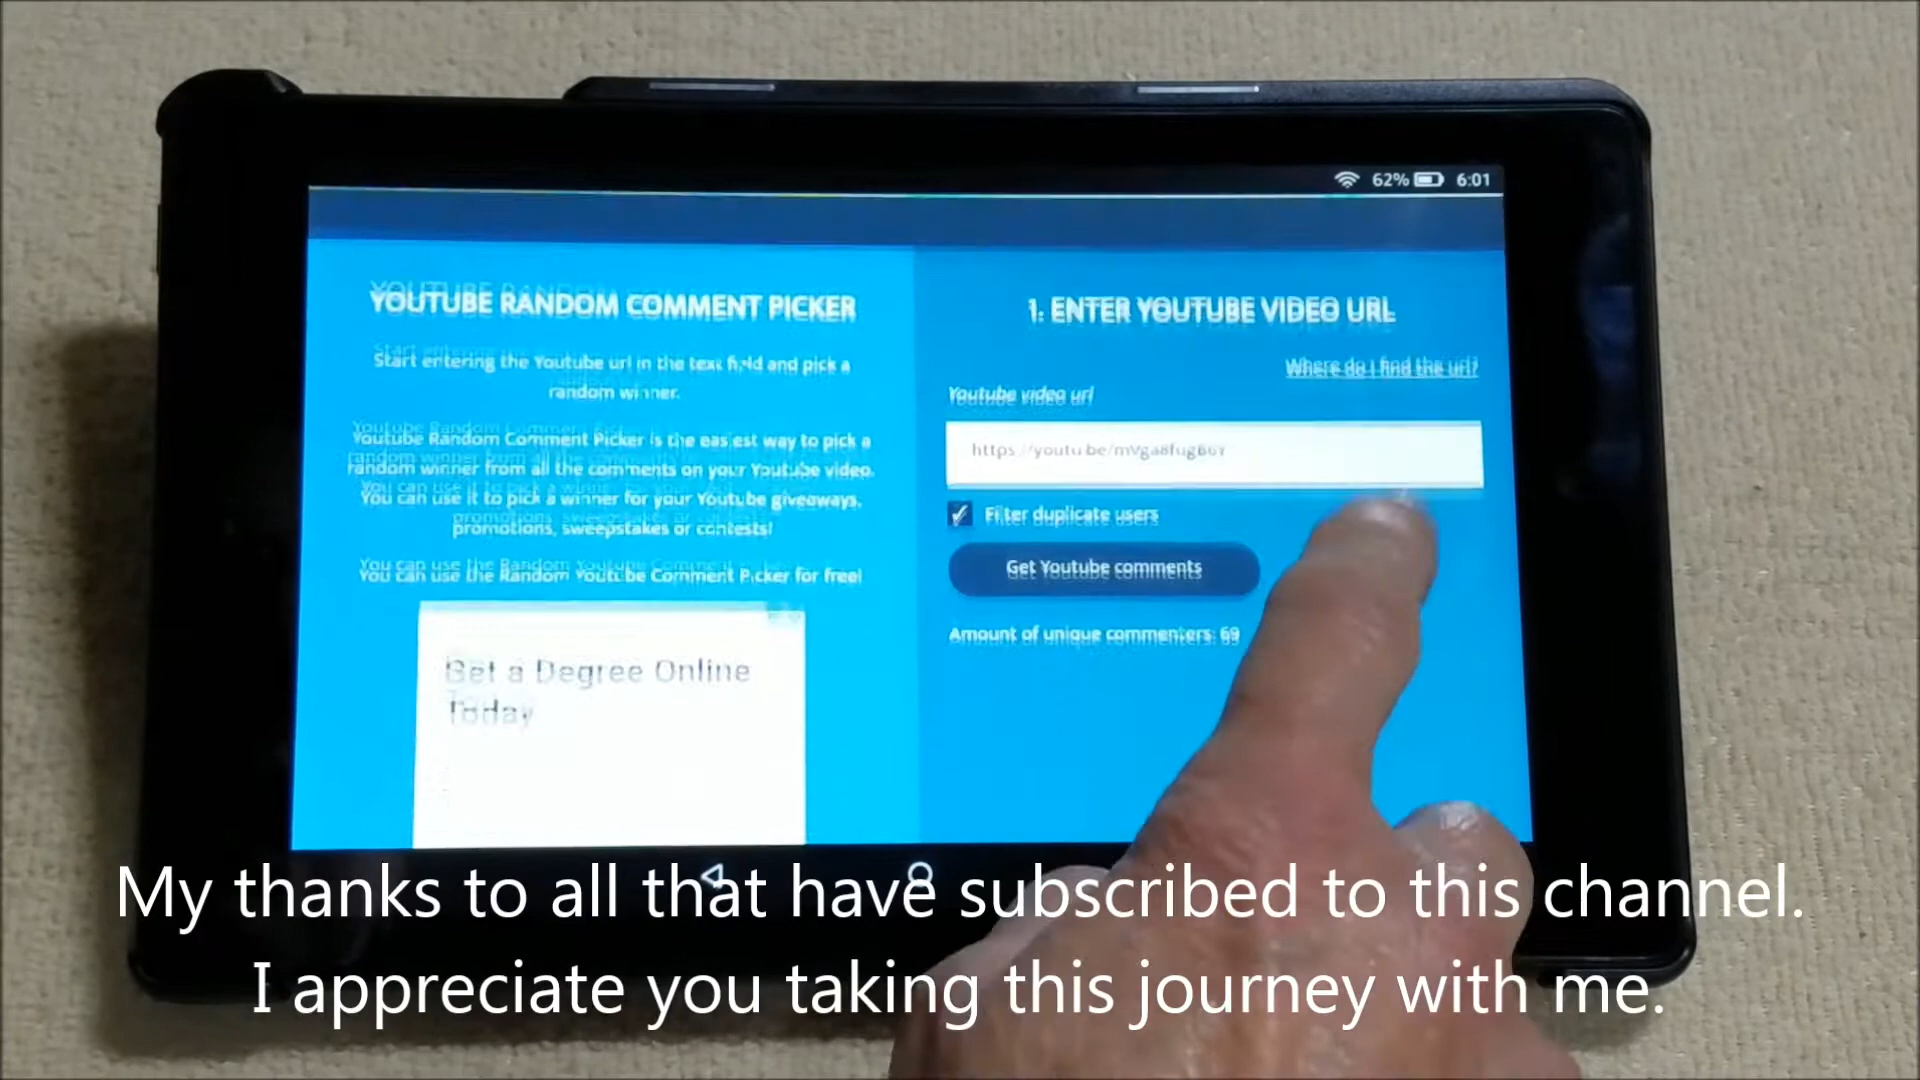 62% 6:01
YOUTUBE RANDOM COMMENT PICKER
Start entering the Youtube url in the text field and pick a
random winner.
Youtube Random Comment Picker is the easiest way to pick a
random winner from all the comments on your Youtube video.
You can use it to pick a winner for your Youtube giveaways,
promotions, sweepstakes or contests!
You can use the Random Youtube Comment Picker for free!
Get a Degree Online
Today
1. ENTER YOUTUBE VIDEO URL
Where do I find the url?
Youtube video url
Filter duplicate users
Get Youtube comments
Amount of unique commenters: 69
My thanks to all that have subscribed to this channel.
I appreciate you taking this journey with me.